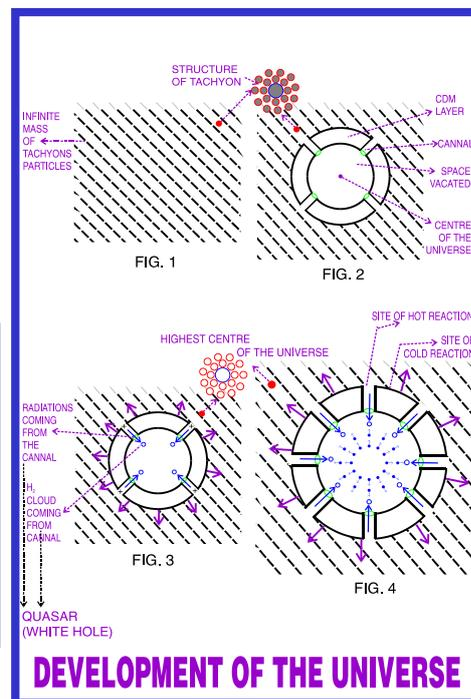 STRUCTURE
OF TACHYON
INFINITE
MASS
OF
TACHYONS
PARTICLES
CDM
LAYER
CANNAL
SPACE
VACATED
CENTRE
OF THE
UNIVERSE
FIG. 1
FIG. 2
SITE OF HOT REACTION
SITE OF
COLD REACTION
HIGHEST CENTRE
OF THE UNIVERSE
RADIATIONS
COMING
FROM
THE
CANNAL
H2
CLOUD
COMING
FROM
CANNAL
FIG. 3
FIG. 4
QUASAR
(WHITE HOLE)
DEVELOPMENT OF THE UNIVERSE